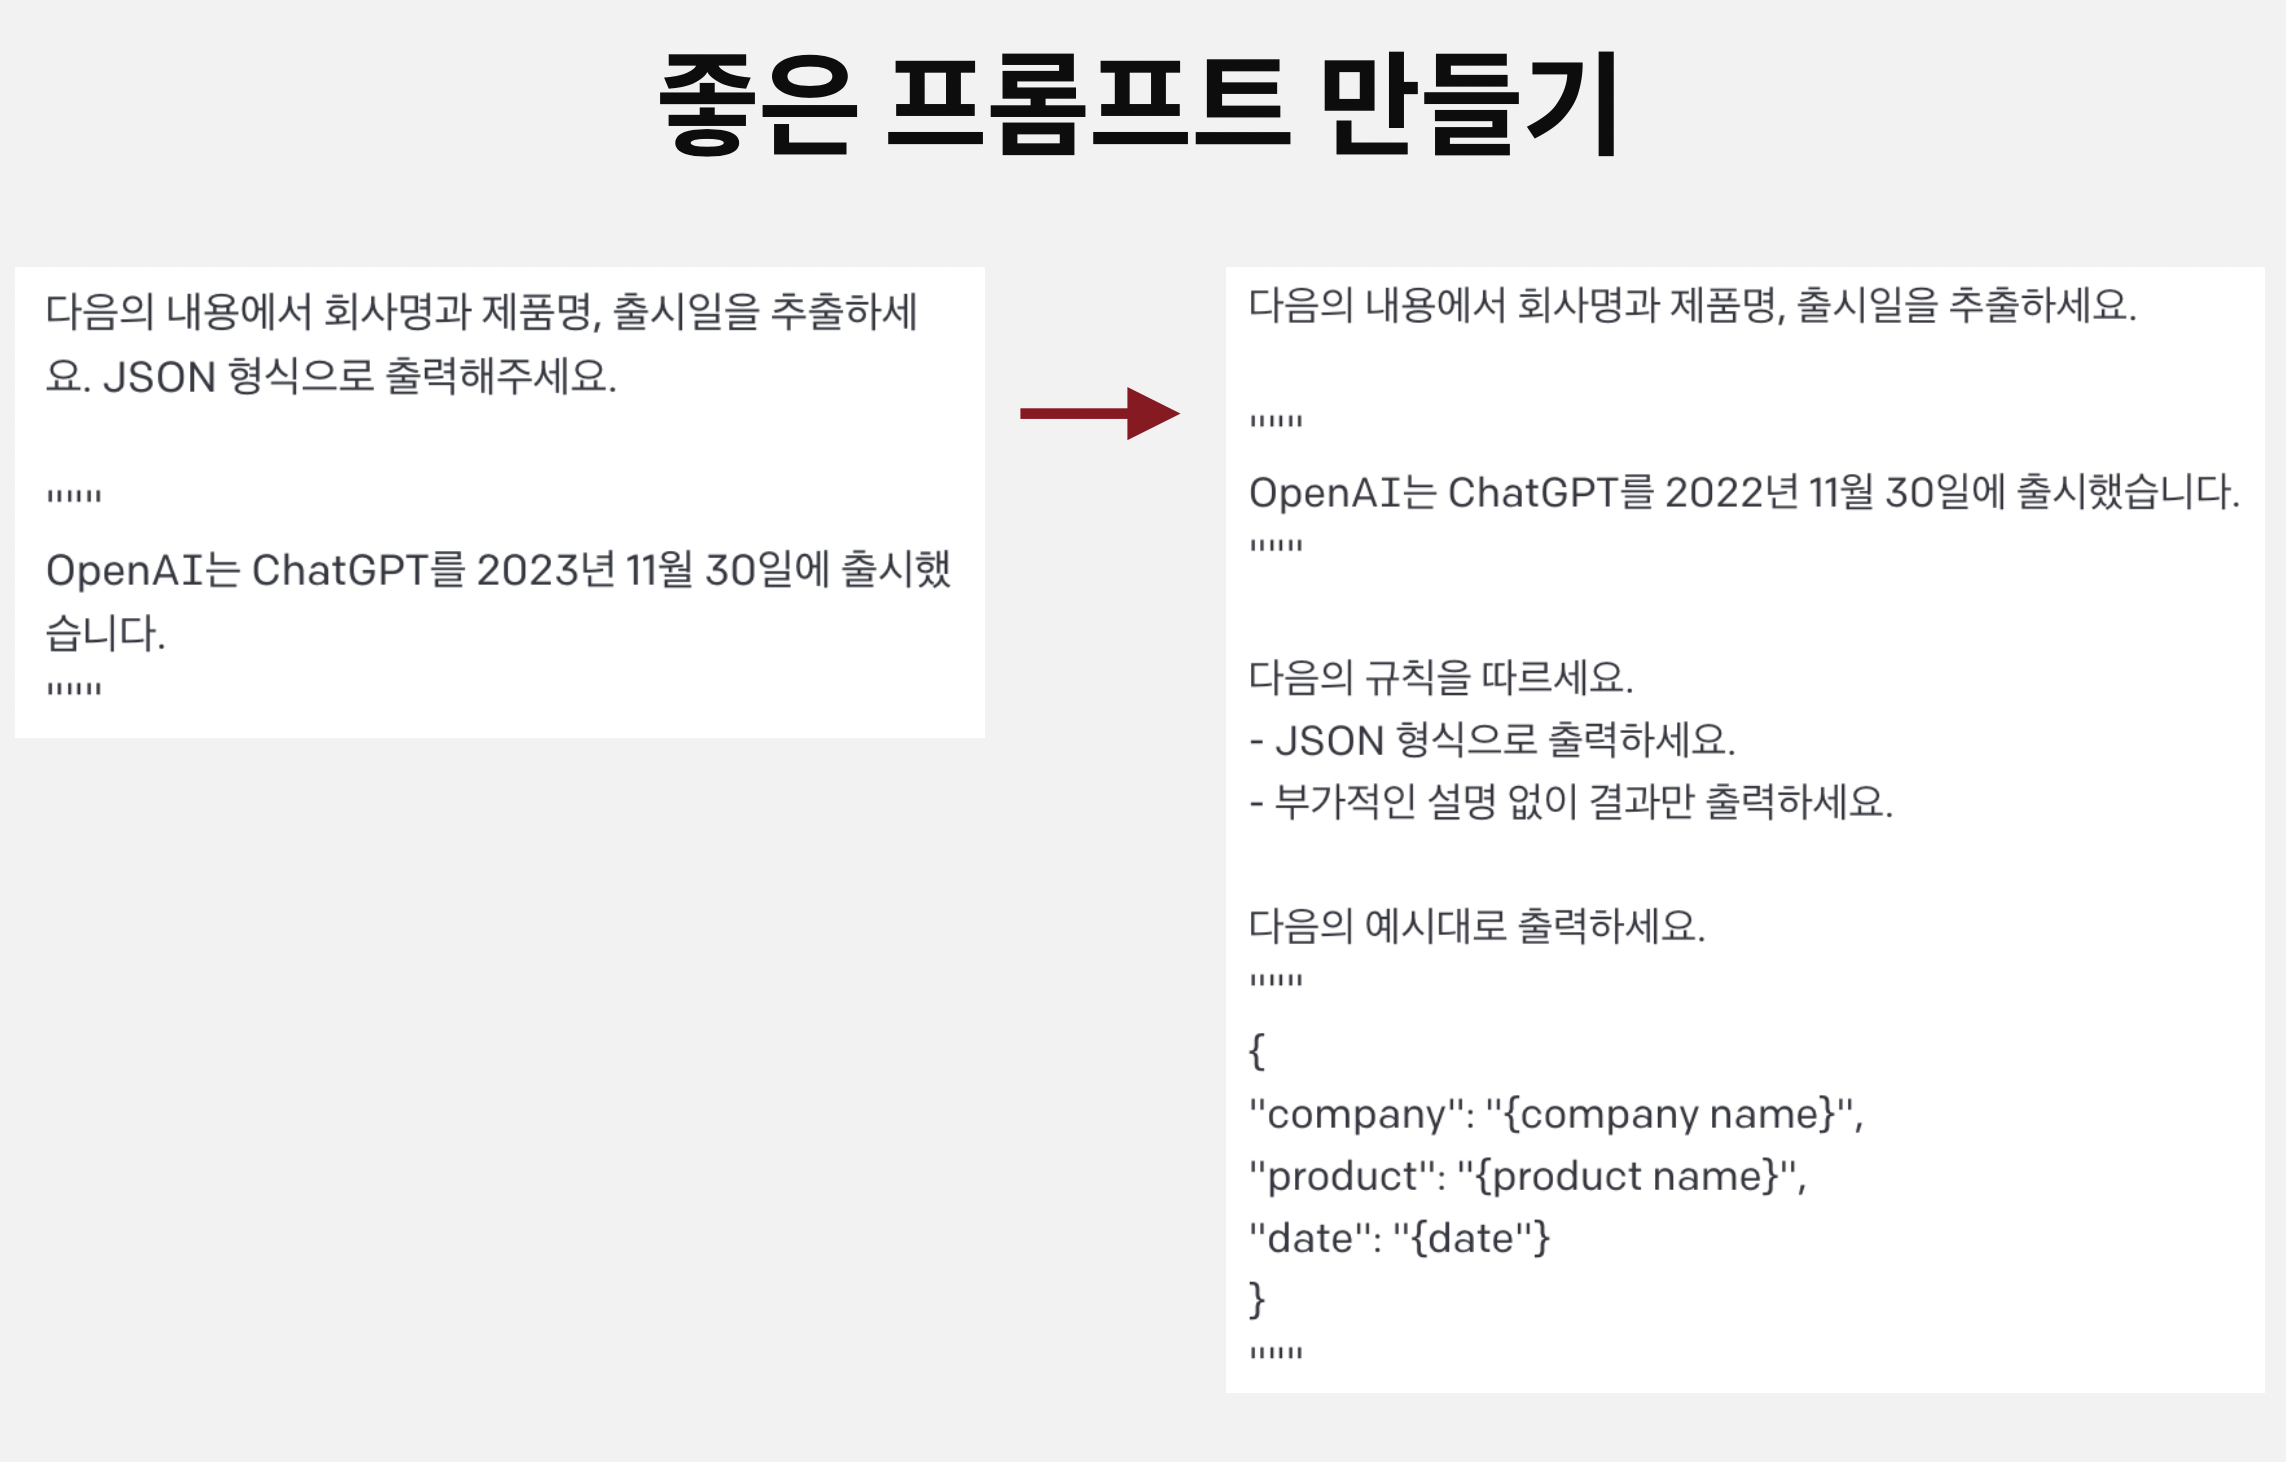 좋은 프롬프트 만들기
다음의 내용에서 회사명과 제품명, 출시일을 추출하세
요. JSON 형식으로 출력해주세요.
""""""
OpenAI는 ChatGPT를 2023년 11월 30일에 출시했
습니다.
""""""
다음의 내용에서 회사명과 제품명, 출시일을 추출하세요.
""""""
OpenAI는 ChatGPT를 2022년 11월 30일에 출시했습니다.
""""""
다음의 규칙을 따르세요.
- JSON 형식으로 출력하세요.
- 부가적인 설명 없이 결과만 출력하세요.
다음의 예시대로 출력하세요.
""""""
{
"company": "{company name}",
"product": "{product name}",
"date": "{date"}
}
""""""